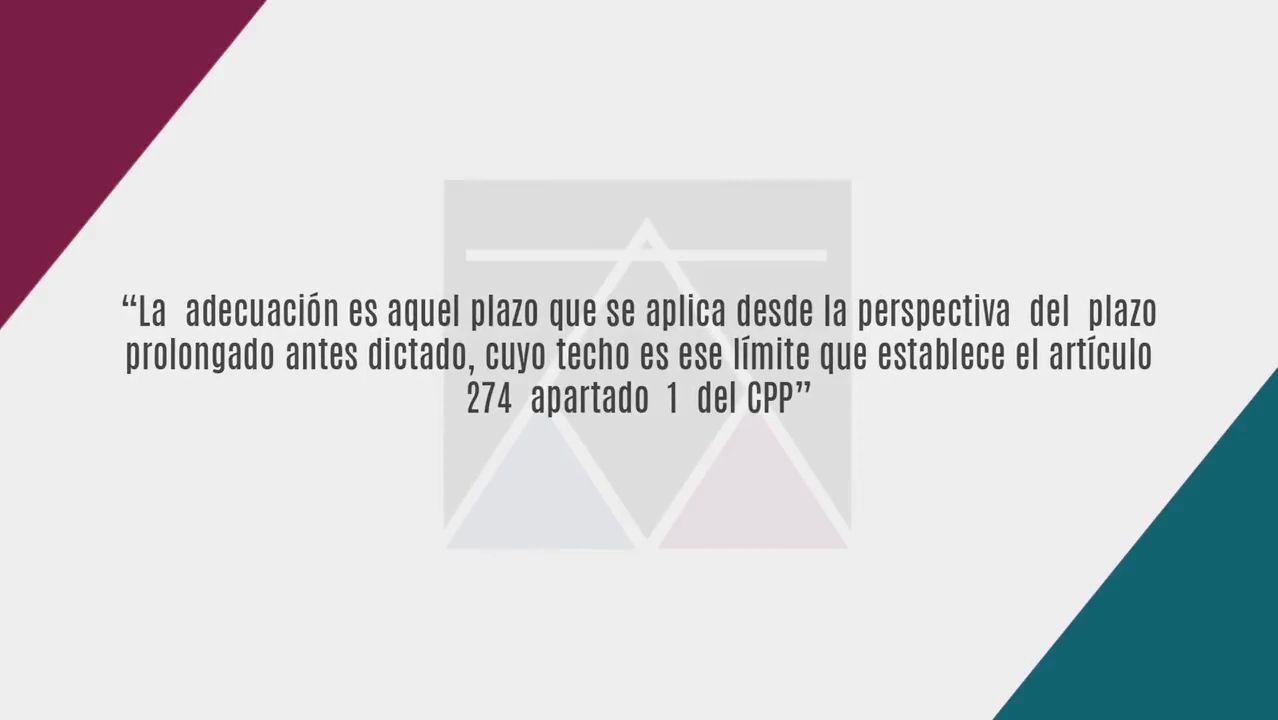 “La adecuación es aquel plazo que se aplica desde la perspectiva del plazo
prolongado antes dictado, cuyo techo es ese límite que establece el artículo
274 apartado 1 del CPP”